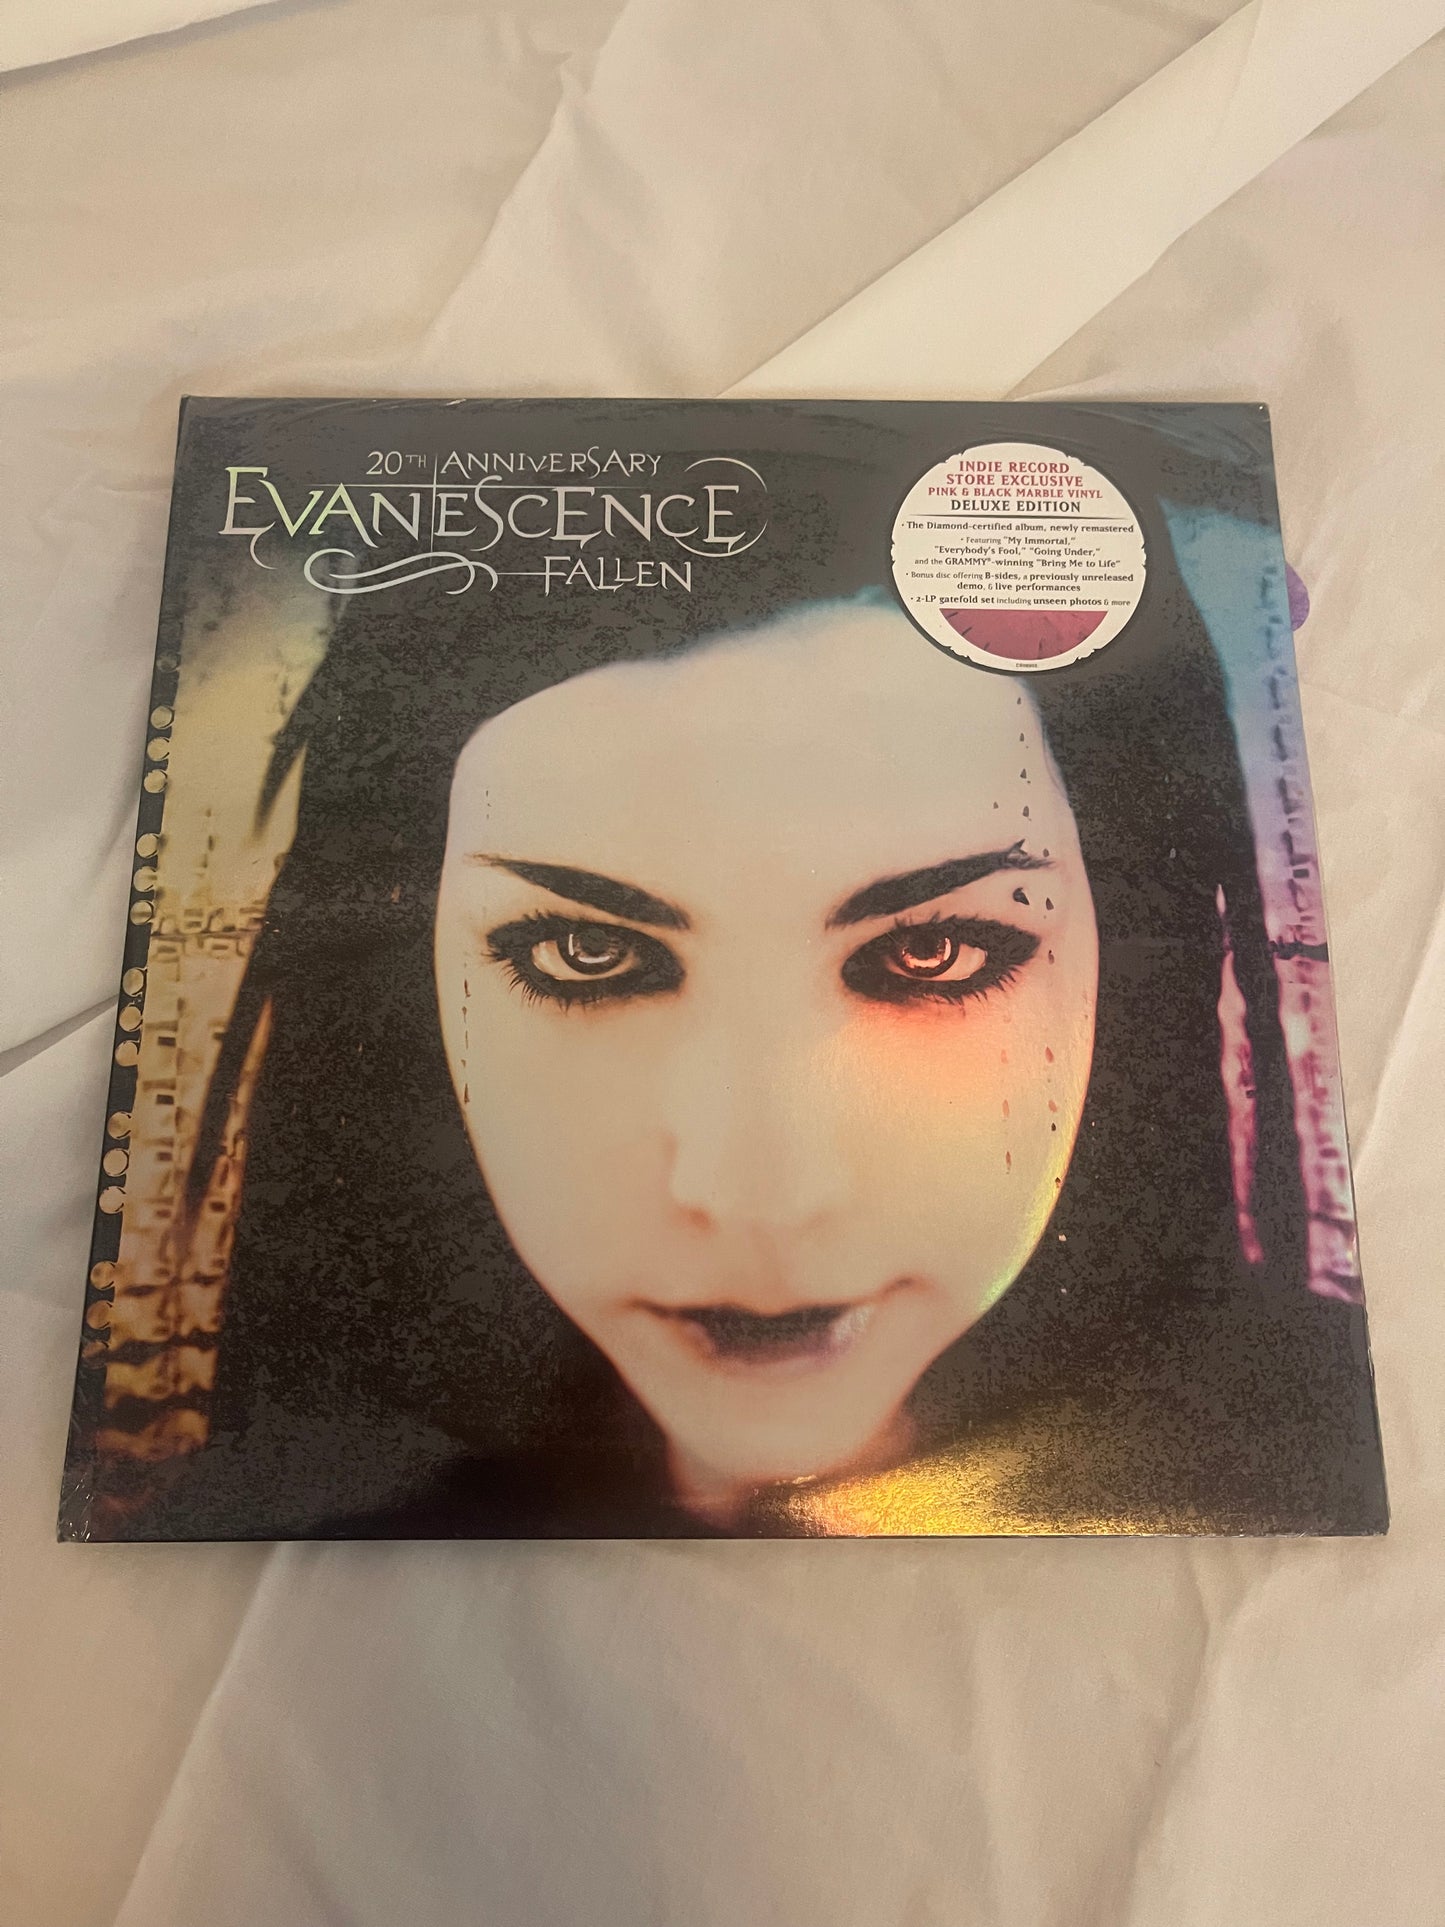 20TH ANNIVERSARY
EVANESCENCE
FALLEN
INDIE RECORD
STORE EXCLUSIVE
PINK & BLACK MARBLE VINYL
DELUXE EDITION
• The Diamond-certified album, newly remastered
• Featuring "My Immortal,"
"Everybody's Fool," "Going Under,"
and the GRAMMY®-winning "Bring Me to Life"
• Bonus disc offering B-sides, a previously unreleased
demo, & live performances
• 2-LP gatefold set including unseen photos & more